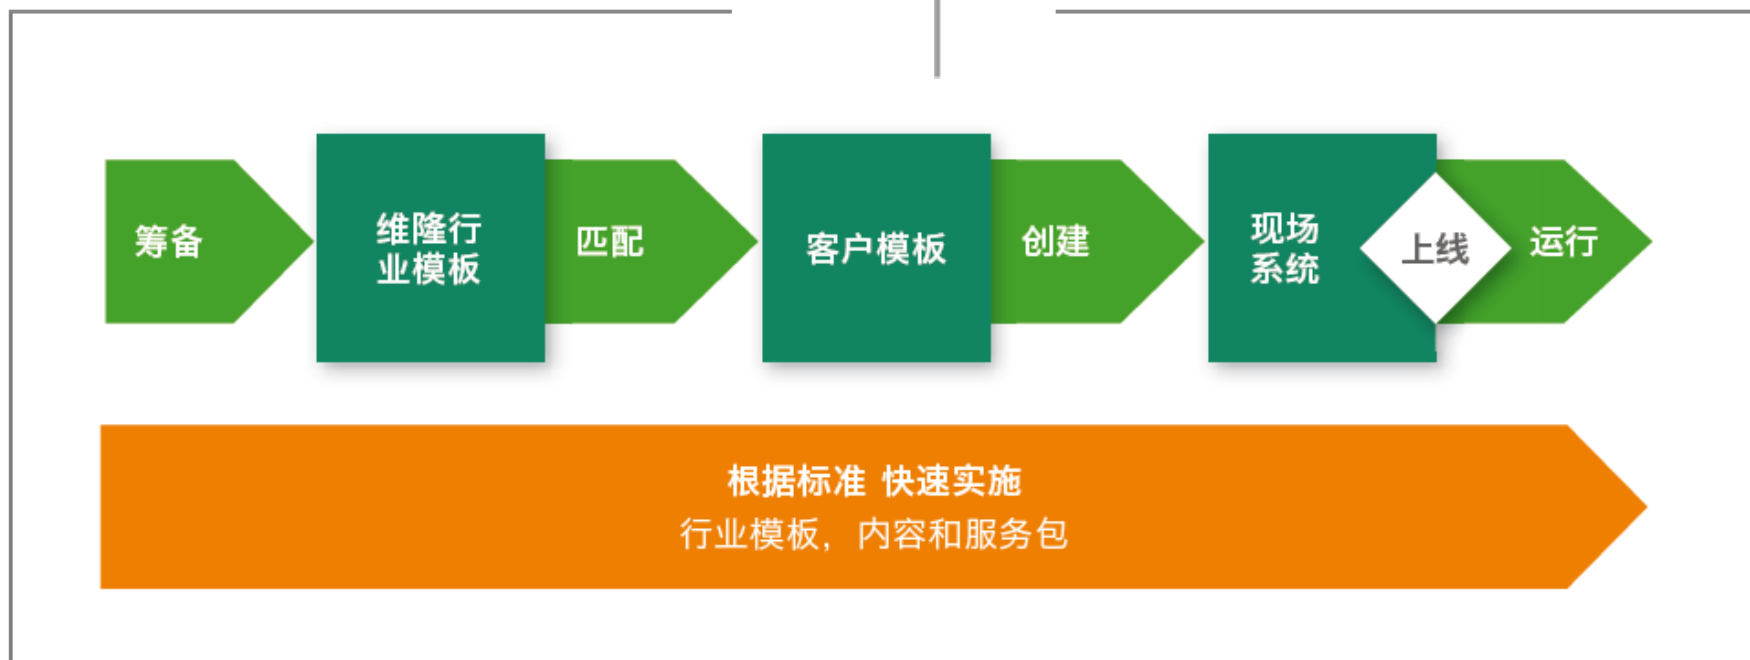 筹备
维隆行
业模板
匹配
客户模板
创建
现场
系统
上线
运行
根据标准 快速实施
行业模板，内容和服务包